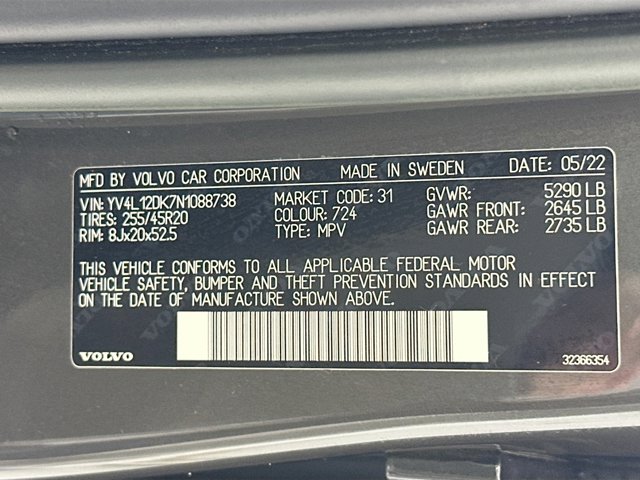 MFD BY VOLVO CAR CORPORATION MADE IN SWEDEN DATE: 05/22
VIN: YV4L12DK7N1088738 MARKET CODE: 31 GVWR: 5290 LB
TIRES: 255/45R20 COLOUR: 724 GAWR FRONT: 2645 LB
RIM: 8Jx20x52.5 TYPE: MPV GAWR REAR: 2735 LB
THIS VEHICLE CONFORMS TO ALL APPLICABLE FEDERAL MOTOR
VEHICLE SAFETY, BUMPER AND THEFT PREVENTION STANDARDS IN EFFECT
ON THE DATE OF MANUFACTURE SHOWN ABOVE.
VOLVO 32366354